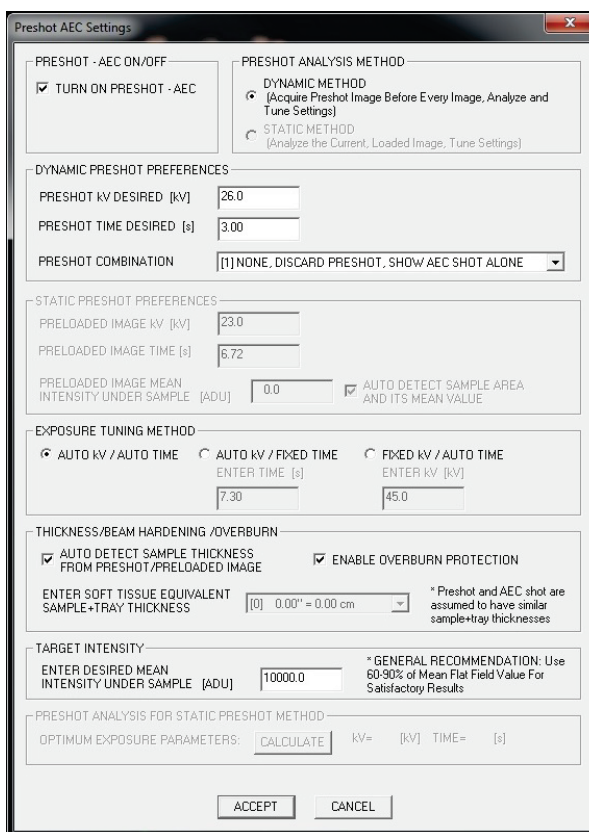 Preshot AEC Settings
PRESHOT - AEC ON/OFF
TURN ON PRESHOT - AEC
PRESHOT ANALYSIS METHOD
DYNAMIC METHOD
(Acquire Preshot Image Before Every Image, Analyze and
Tune Settings)
STATIC METHOD
(Analyze the Current, Loaded Image, Tune Settings)
DYNAMIC PRESHOT PREFERENCES
PRESHOT kV DESIRED [kV] 26.0
PRESHOT TIME DESIRED [s] 3.00
PRESHOT COMBINATION [1] NONE, DISCARD PRESHOT, SHOW AEC SHOT ALONE
STATIC PRESHOT PREFERENCES
PRELOADED IMAGE kV [kV] 23.0
PRELOADED IMAGE TIME [s] 6.72
PRELOADED IMAGE MEAN
INTENSITY UNDER SAMPLE [ADU] 0.0
AUTO DETECT SAMPLE AREA
AND ITS MEAN VALUE
EXPOSURE TUNING METHOD
AUTO kV / AUTO TIME
AUTO kV / FIXED TIME
ENTER TIME [s]
7.30
FIXED kV / AUTO TIME
ENTER kV [kV]
45.0
THICKNESS/BEAM HARDENING /OVERBURN
AUTO DETECT SAMPLE THICKNESS
FROM PRESHOT/PRELOADED IMAGE
ENABLE OVERBURN PROTECTION
ENTER SOFT TISSUE EQUIVALENT
SAMPLE+TRAY THICKNESS
[0] 0.00" = 0.00 cm
* Preshot and AEC shot are
assumed to have similar
sample+tray thicknesses
TARGET INTENSITY
ENTER DESIRED MEAN
INTENSITY UNDER SAMPLE [ADU] 10000.0
* GENERAL RECOMMENDATION: Use
60-90% of Mean Flat Field Value For
Satisfactory Results
PRESHOT ANALYSIS FOR STATIC PRESHOT METHOD
OPTIMUM EXPOSURE PARAMETERS: CALCULATE kV= [kV] TIME= [s]
ACCEPT CANCEL